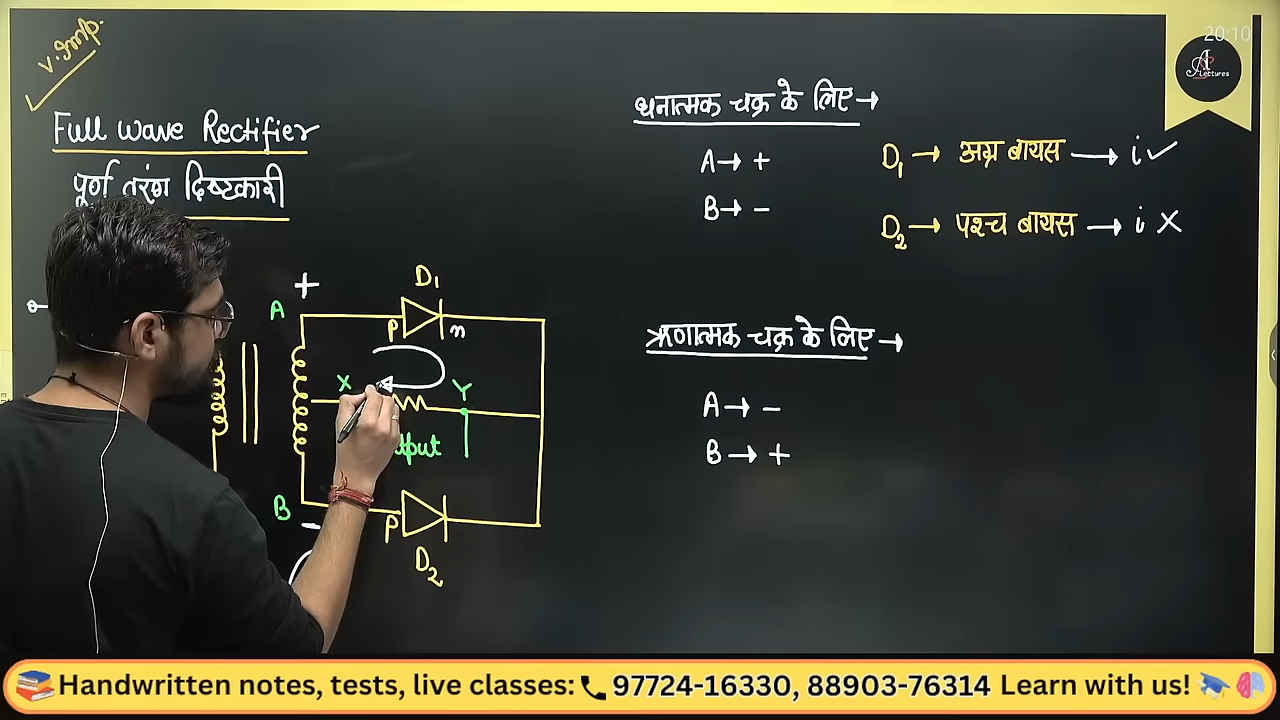 v. Imp.
20:10
A
Lectures
Full wave Rectifier
पूर्ण तरंग दिष्टकारी
धनात्मक चक्र के लिए →
A → +
B → -
D₁ → अग्र बायस → i ✓
D₂ → पश्च बायस → i X
ऋणात्मक चक्र के लिए →
A → -
B → +
+
A
D₁
P
n
X
Y
B
-
P
D₂
Handwritten notes, tests, live classes: 97724-16330, 88903-76314 Learn with us!